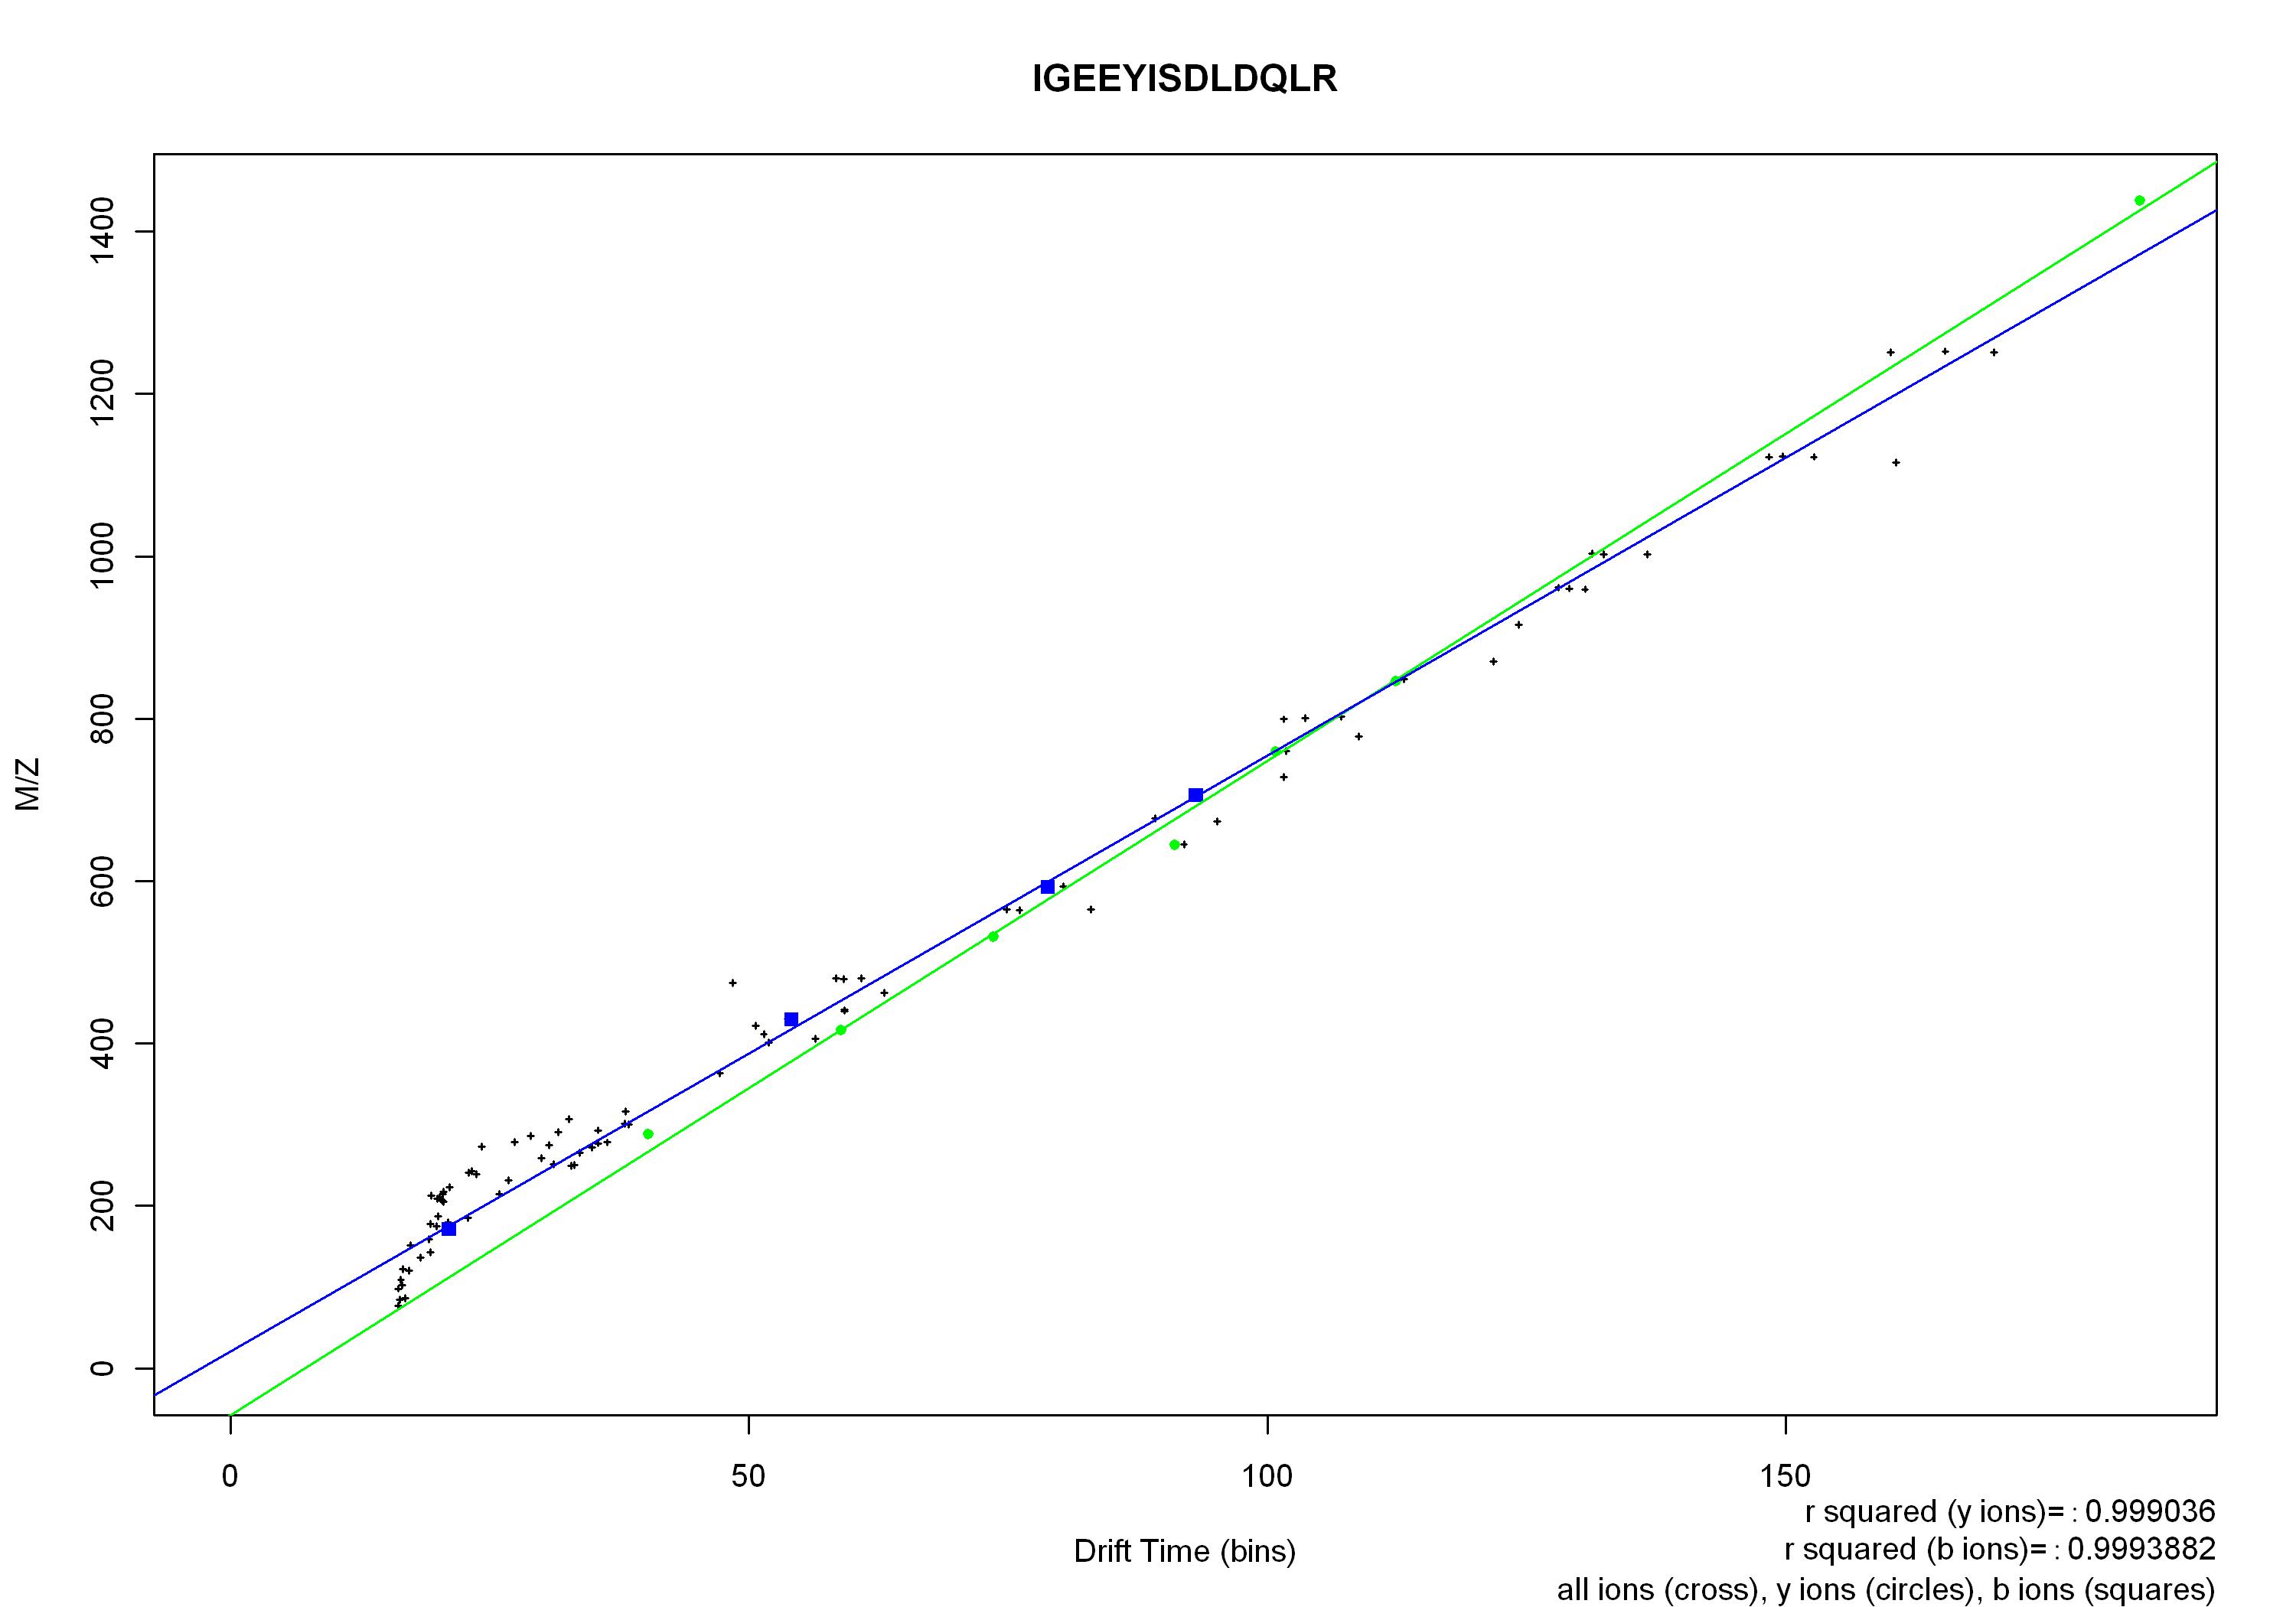 IGEEYISDLDQLR
1400
1200
1000
800
600
400
200
0
M/Z
0 50 100 150
Drift Time (bins)
r squared (y ions)= : 0.999036
r squared (b ions)= : 0.9993882
all ions (cross), y ions (circles), b ions (squares)